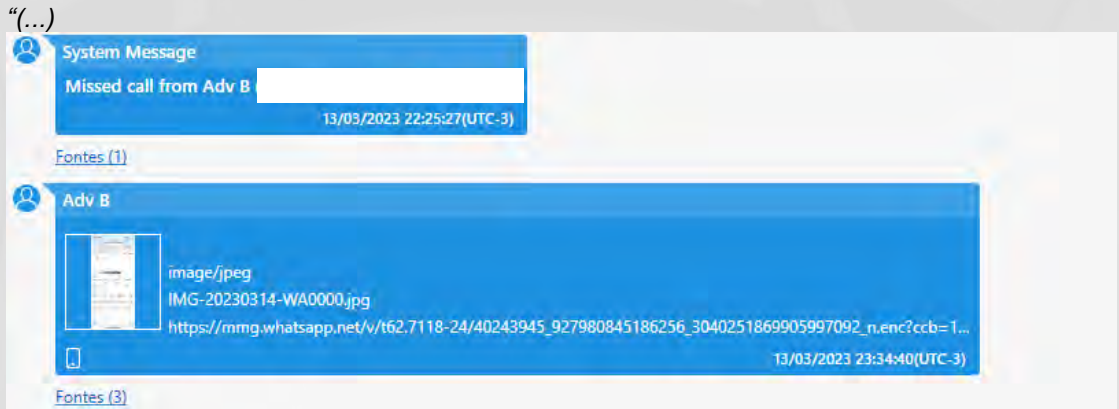 “(...)
System Message
Missed call from Adv B
13/03/2023 22:25:27(UTC-3)
Fontes (1)
Adv B
image/jpeg
IMG-20230314-WA0000.jpg
https://mmg.whatsapp.net/v/t62.7118-24/40243945_927980845186256_3040251869905997092_n.enc?ccb=1...
13/03/2023 23:34:40(UTC-3)
Fontes (3)